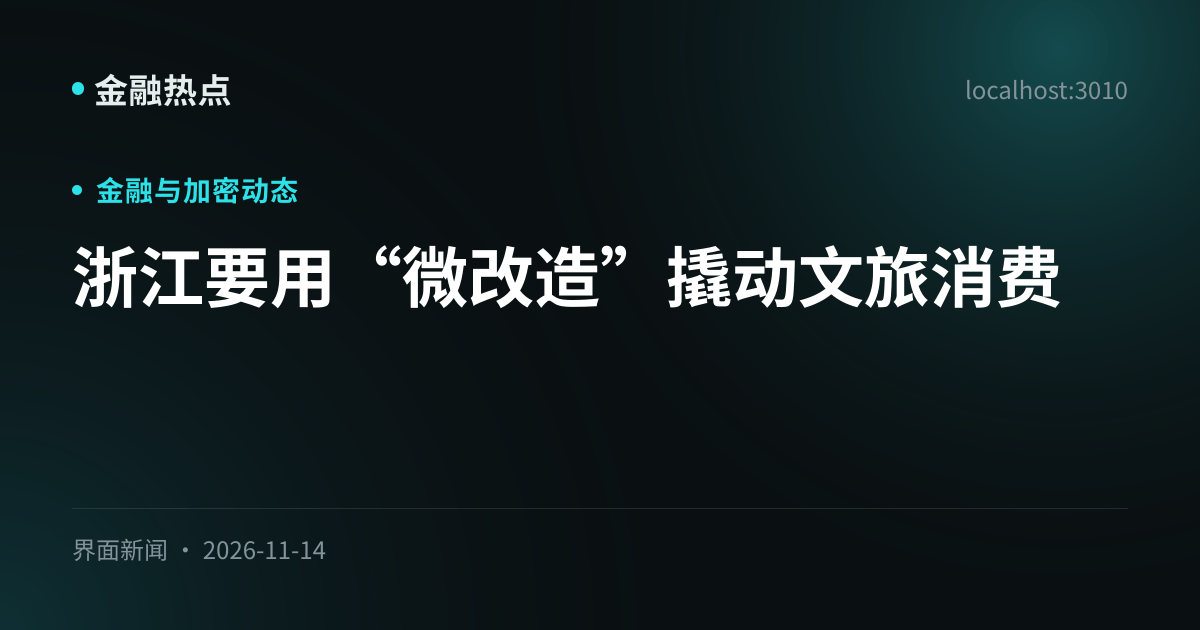 金融热点
localhost:3010
金融与加密动态
浙江要用“微改造”撬动文旅消费
界面新闻 • 2026-11-14